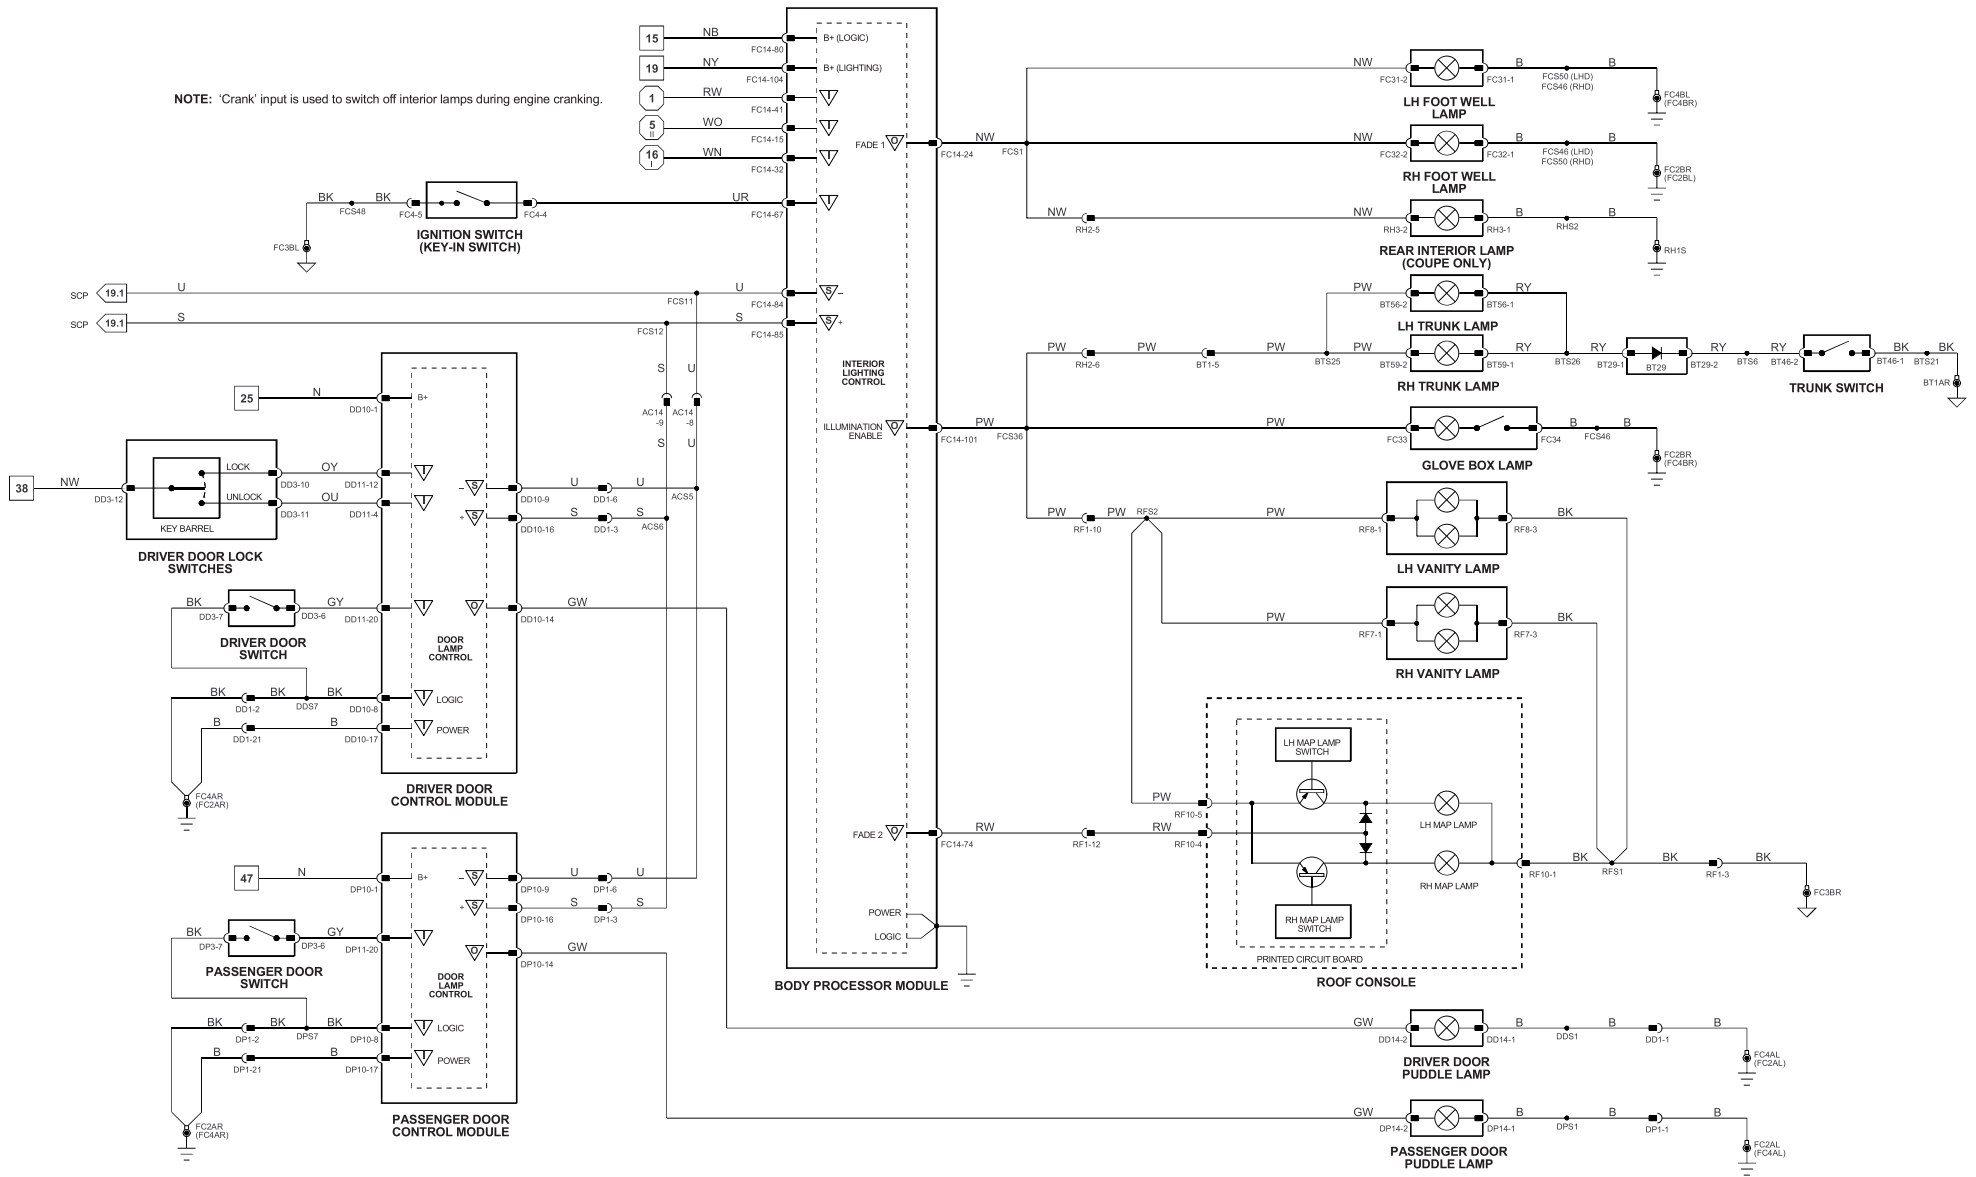 NOTE: 'Crank' input is used to switch off interior lamps during engine cranking.
15
NB
FC14-80
B+ (LOGIC)
19
NY
FC14-104
B+ (LIGHTING)
1
RW
FC14-41
I
5
II
WO
FC14-15
I
16
I
WN
FC14-32
I
BK
FCS48
BK
FC4-5
FC4-4
UR
FC14-67
I
IGNITION SWITCH
(KEY-IN SWITCH)
FC3BL
SCP
19.1
U
FCS11
U
FC14-84
S
–
SCP
19.1
S
FCS12
S
FC14-85
S
+
INTERIOR
LIGHTING
CONTROL
S
U
AC14
-9
AC14
-8
S
U
25
N
DD10-1
B+
38
NW
DD3-12
LOCK
UNLOCK
KEY BARREL
DD3-10
OY
DD11-12
I
DD3-11
OU
DD11-4
I
DRIVER DOOR LOCK
SWITCHES
–
S
DD10-9
U
DD1-6
U
ACS5
+
S
DD10-16
S
DD1-3
S
ACS6
BK
DD3-7
DD3-6
GY
DD11-20
I
O
DD10-14
GW
DRIVER DOOR
SWITCH
DOOR
LAMP
CONTROL
BK
DD1-2
BK
DDS7
BK
DD10-8
I
LOGIC
B
DD1-21
B
DD10-17
I
POWER
FC4AR
(FC2AR)
DRIVER DOOR
CONTROL MODULE
47
N
DP10-1
B+
–
S
DP10-9
U
DP1-6
U
+
S
DP10-16
S
DP1-3
S
BK
DP3-7
DP3-6
GY
DP11-20
I
O
DP10-14
GW
PASSENGER DOOR
SWITCH
DOOR
LAMP
CONTROL
BK
DP1-2
BK
DPS7
BK
DP10-8
I
LOGIC
B
DP1-21
B
DP10-17
I
POWER
FC2AR
(FC4AR)
PASSENGER DOOR
CONTROL MODULE
FADE 1
O
FC14-24
NW
FCS1
NW
FC31-2
FC31-1
B
FCS50 (LHD)
FCS46 (RHD)
B
FC4BL
(FC4BR)
LH FOOT WELL
LAMP
NW
FC32-2
FC32-1
B
FCS46 (LHD)
FCS50 (RHD)
B
FC2BR
(FC2BL)
RH FOOT WELL
LAMP
NW
RH2-5
NW
RH3-2
RH3-1
B
RHS2
B
RH1S
REAR INTERIOR LAMP
(COUPE ONLY)
PW
BT56-2
BT56-1
RY
LH TRUNK LAMP
PW
RH2-6
PW
BT1-5
PW
BTS25
PW
BT59-2
BT59-1
RY
BTS26
RY
BT29-1
BT29
BT29-2
RY
BTS6
RY
BT46-2
BT46-1
BK
BTS21
BK
BT1AR
RH TRUNK LAMP
TRUNK SWITCH
ILLUMINATION
ENABLE
O
FC14-101
PW
FCS36
PW
FC33
FC34
B
FCS46
B
FC2BR
(FC4BR)
GLOVE BOX LAMP
PW
RF1-10
PW
RFS2
PW
RF8-1
RF8-3
BK
LH VANITY LAMP
PW
RF7-1
RF7-3
BK
RH VANITY LAMP
LH MAP LAMP
SWITCH
PW
RF10-5
LH MAP LAMP
FADE 2
O
FC14-74
RW
RF1-12
RW
RF10-4
RH MAP LAMP
RF10-1
BK
RFS1
BK
RF1-3
BK
FC3BR
RH MAP LAMP
SWITCH
PRINTED CIRCUIT BOARD
ROOF CONSOLE
POWER
LOGIC
BODY PROCESSOR MODULE
GW
DD14-2
DD14-1
B
DDS1
B
DD1-1
B
FC4AL
(FC2AL)
DRIVER DOOR
PUDDLE LAMP
GW
DP14-2
DP14-1
B
DPS1
B
DP1-1
B
FC2AL
(FC4AL)
PASSENGER DOOR
PUDDLE LAMP